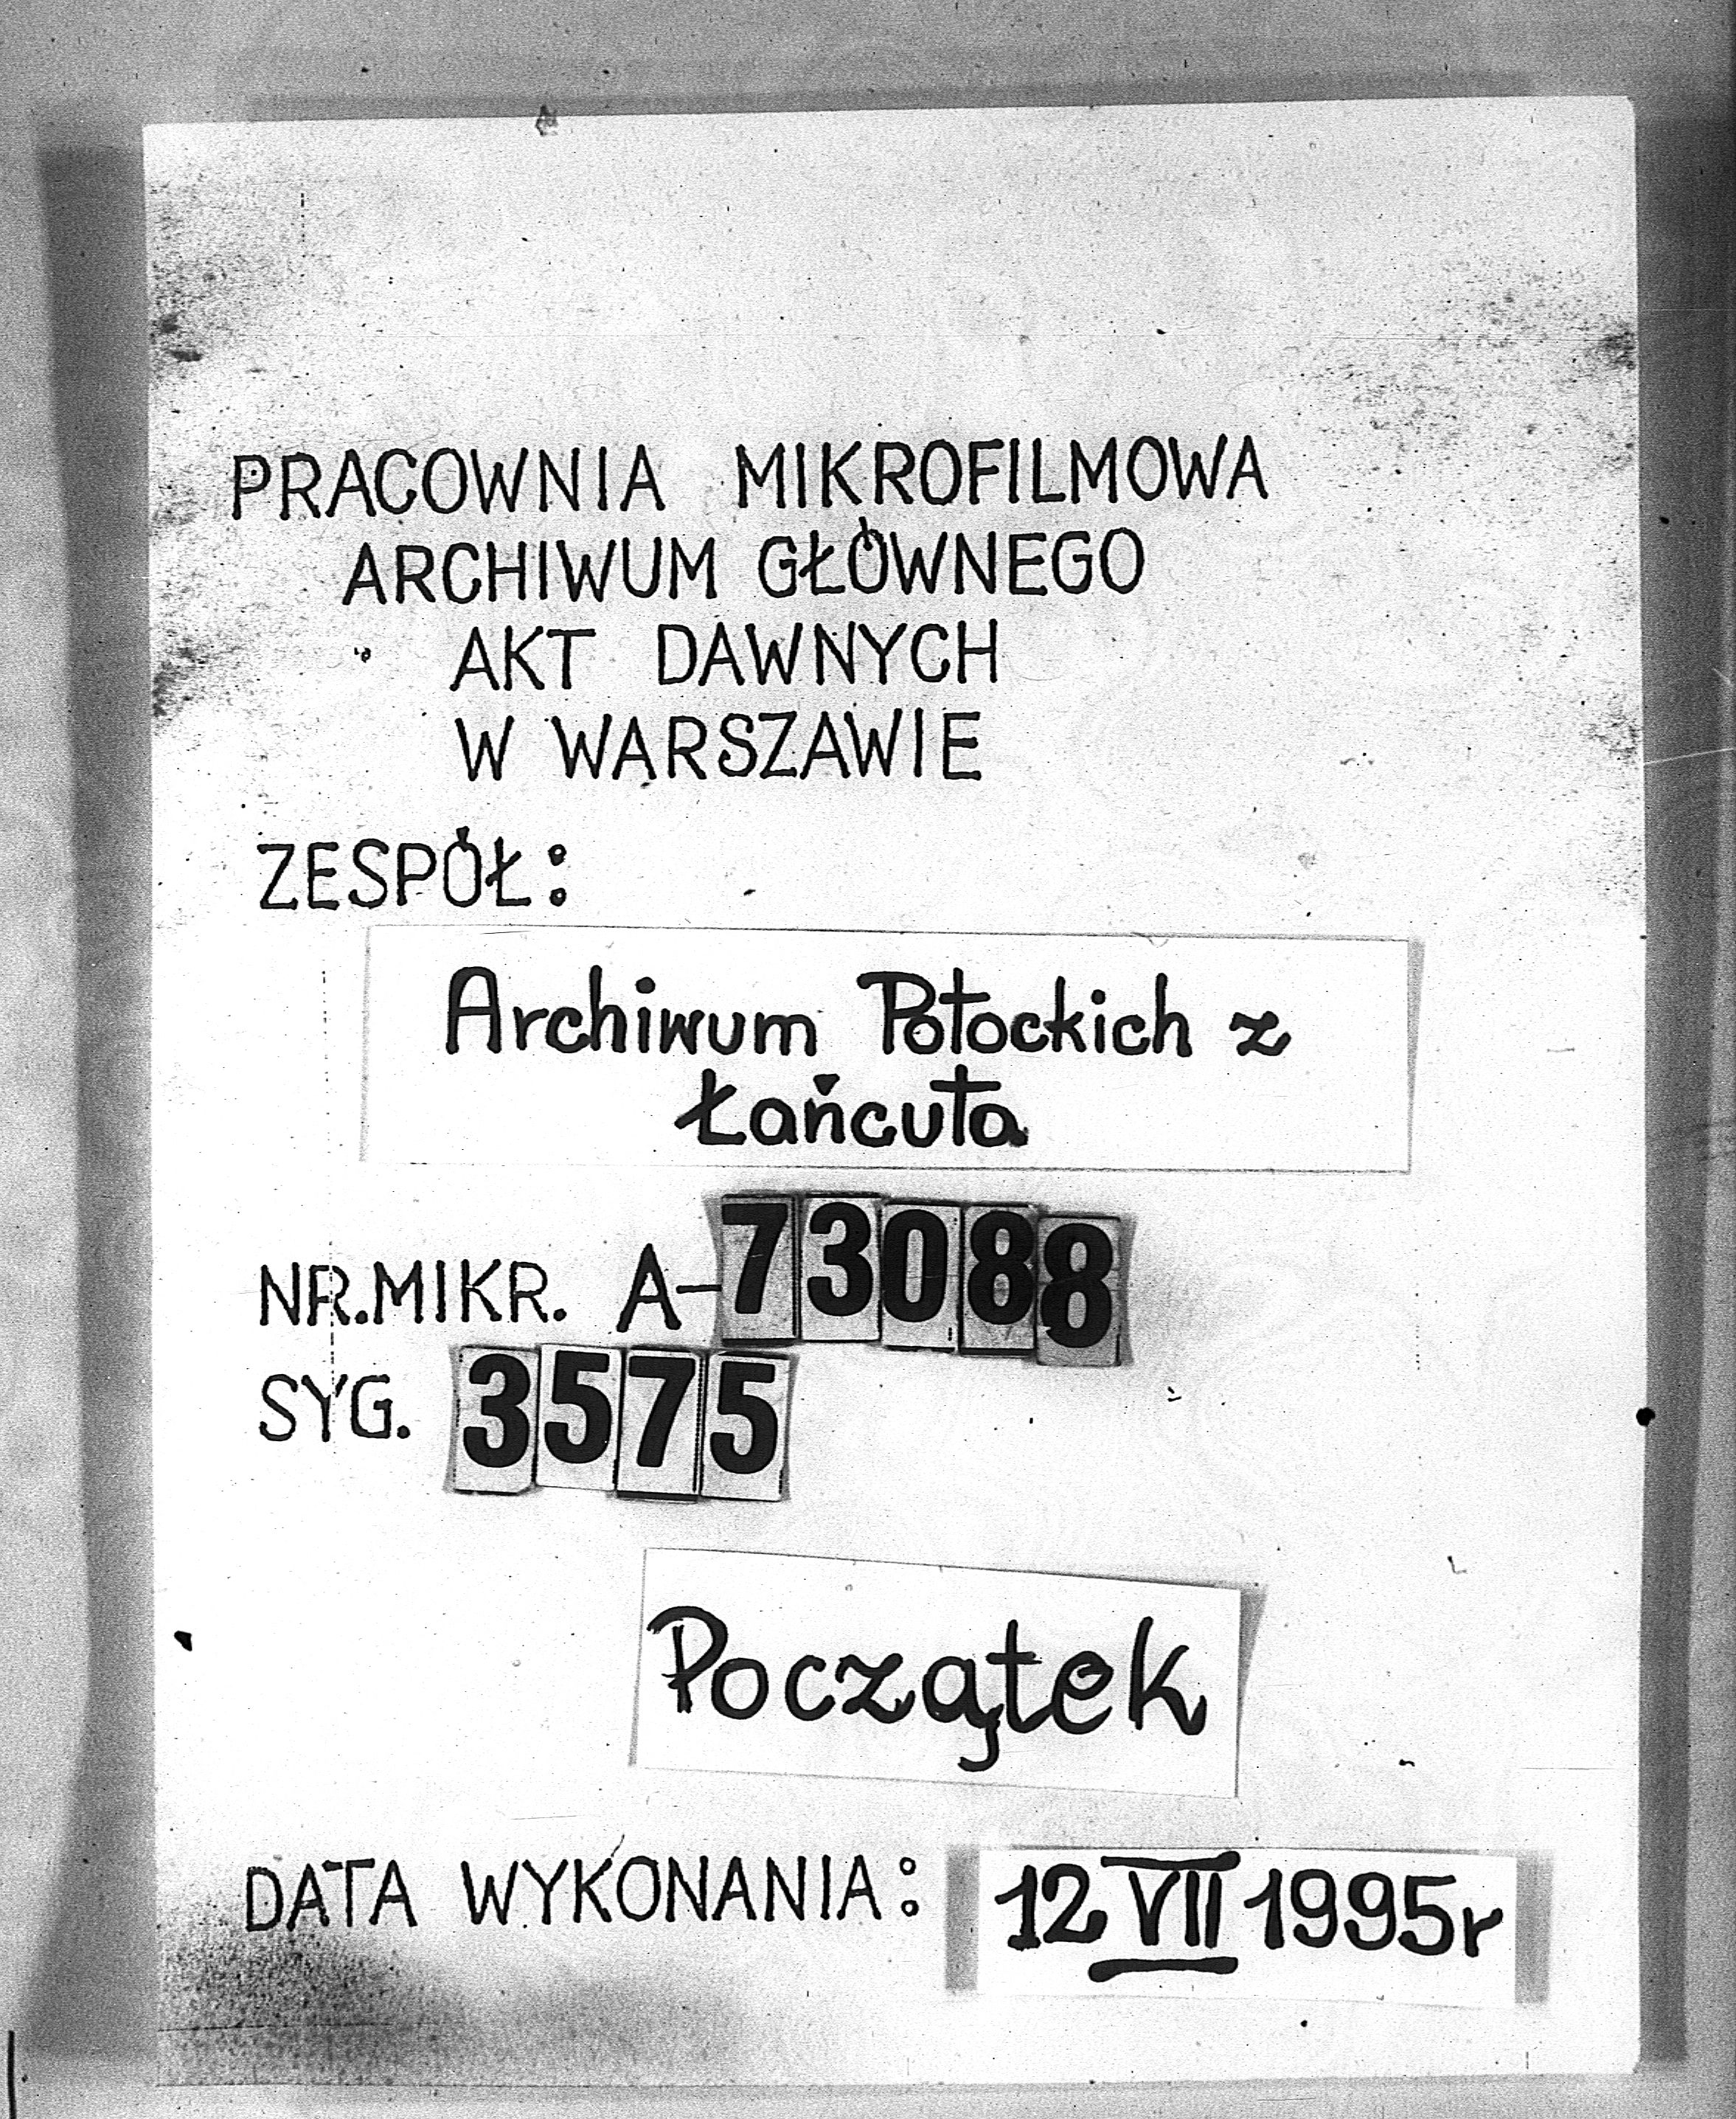 PRACOWNIA MIKROFILMOWA
ARCHIWUM GŁÓWNEGO
AKT DAWNYCH
W WARSZAWIE
ZESPÓŁ:
Archiwum Potockich z
Łańcuta
NR.MIKR. A-73088
SYG. 3575
Początek
DATA WYKONANIA: 12 VII 1995r